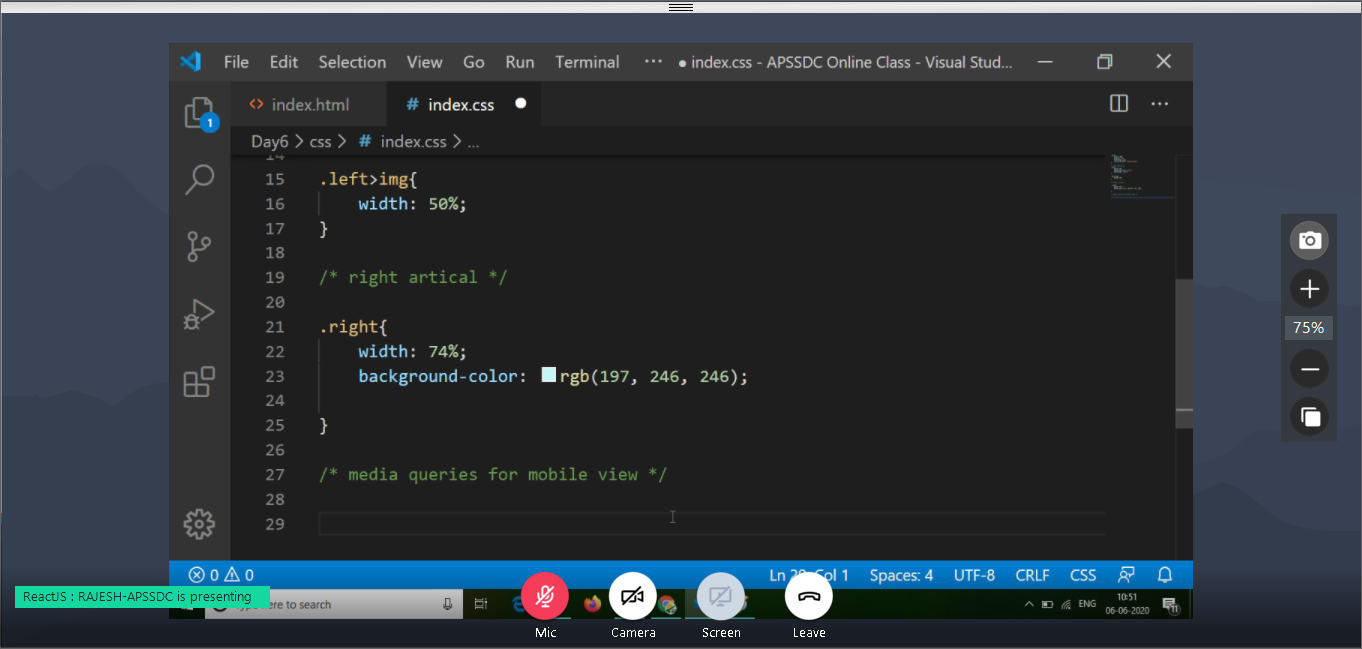 File Edit Selection View Go Run Terminal ··· ● index.css - APSSDC Online Class - Visual Stud...
<> index.html # index.css ●
1
Day6 > css > # index.css > ...
14
15 .left>img{
16 width: 50%;
17 }
18
19 /* right artical */
20
21 .right{
22 width: 74%;
23 background-color: rgb(197, 246, 246);
24
25 }
26
27 /* media queries for mobile view */
28
29
75%
0 0 Col 1 Spaces: 4 UTF-8 CRLF CSS
ReactJS : RAJESH-APSSDC is presenting
here to search
ENG 10:51
06-06-2020
11
Mic Camera Screen Leave